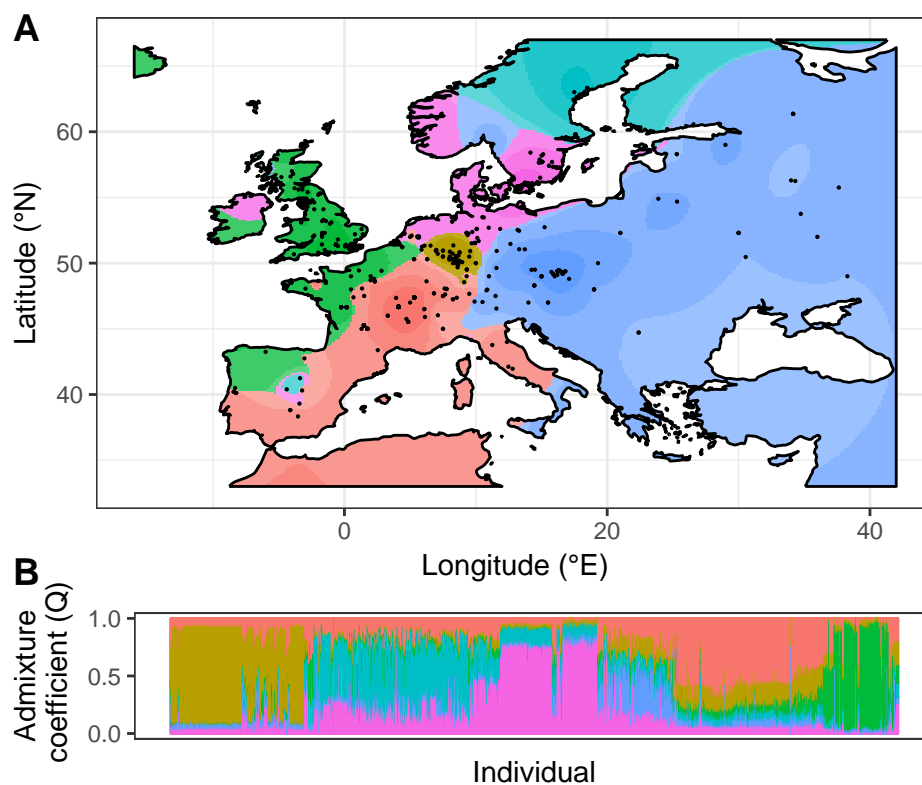 A
60
50
40
Latitude (°N)
0
20
40
Longitude (°E)
B
1.0
0.5
0.0
Admixture
coefficient (Q)
Individual